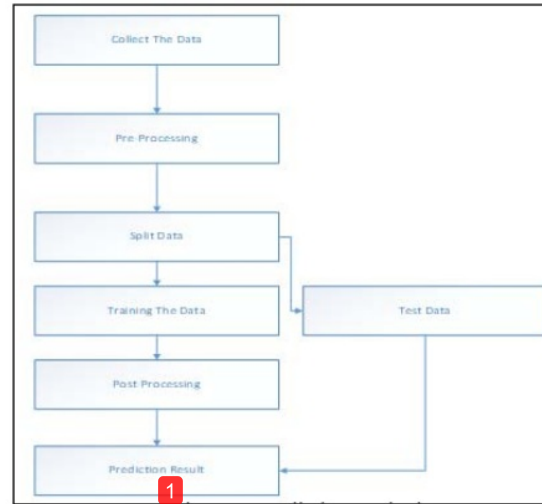 Collect The Data
Pre-Processing
Split Data
Training The Data
Test Data
Post Processing
Prediction Result
1